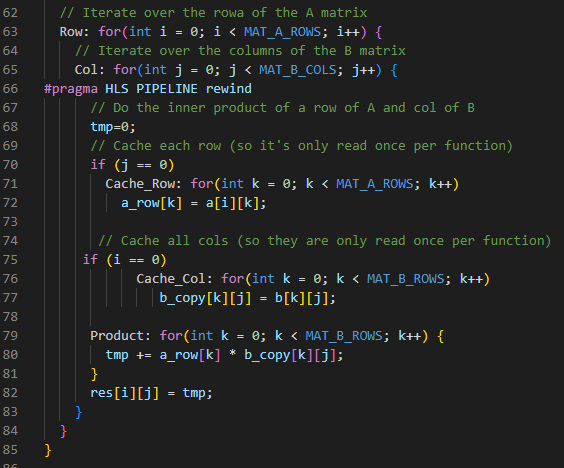 62 // Iterate over the rowa of the A matrix
63 Row: for(int i = 0; i < MAT_A_ROWS; i++) {
64 // Iterate over the columns of the B matrix
65 Col: for(int j = 0; j < MAT_B_COLS; j++) {
66 #pragma HLS PIPELINE rewind
67 // Do the inner product of a row of A and col of B
68 tmp=0;
69 // Cache each row (so it's only read once per function)
70 if (j == 0)
71 Cache_Row: for(int k = 0; k < MAT_A_ROWS; k++)
72 a_row[k] = a[i][k];
73
74 // Cache all cols (so they are only read once per function)
75 if (i == 0)
76 Cache_Col: for(int k = 0; k < MAT_B_ROWS; k++)
77 b_copy[k][j] = b[k][j];
78
79 Product: for(int k = 0; k < MAT_B_ROWS; k++) {
80 tmp += a_row[k] * b_copy[k][j];
81 }
82 res[i][j] = tmp;
83 }
84 }
85 }